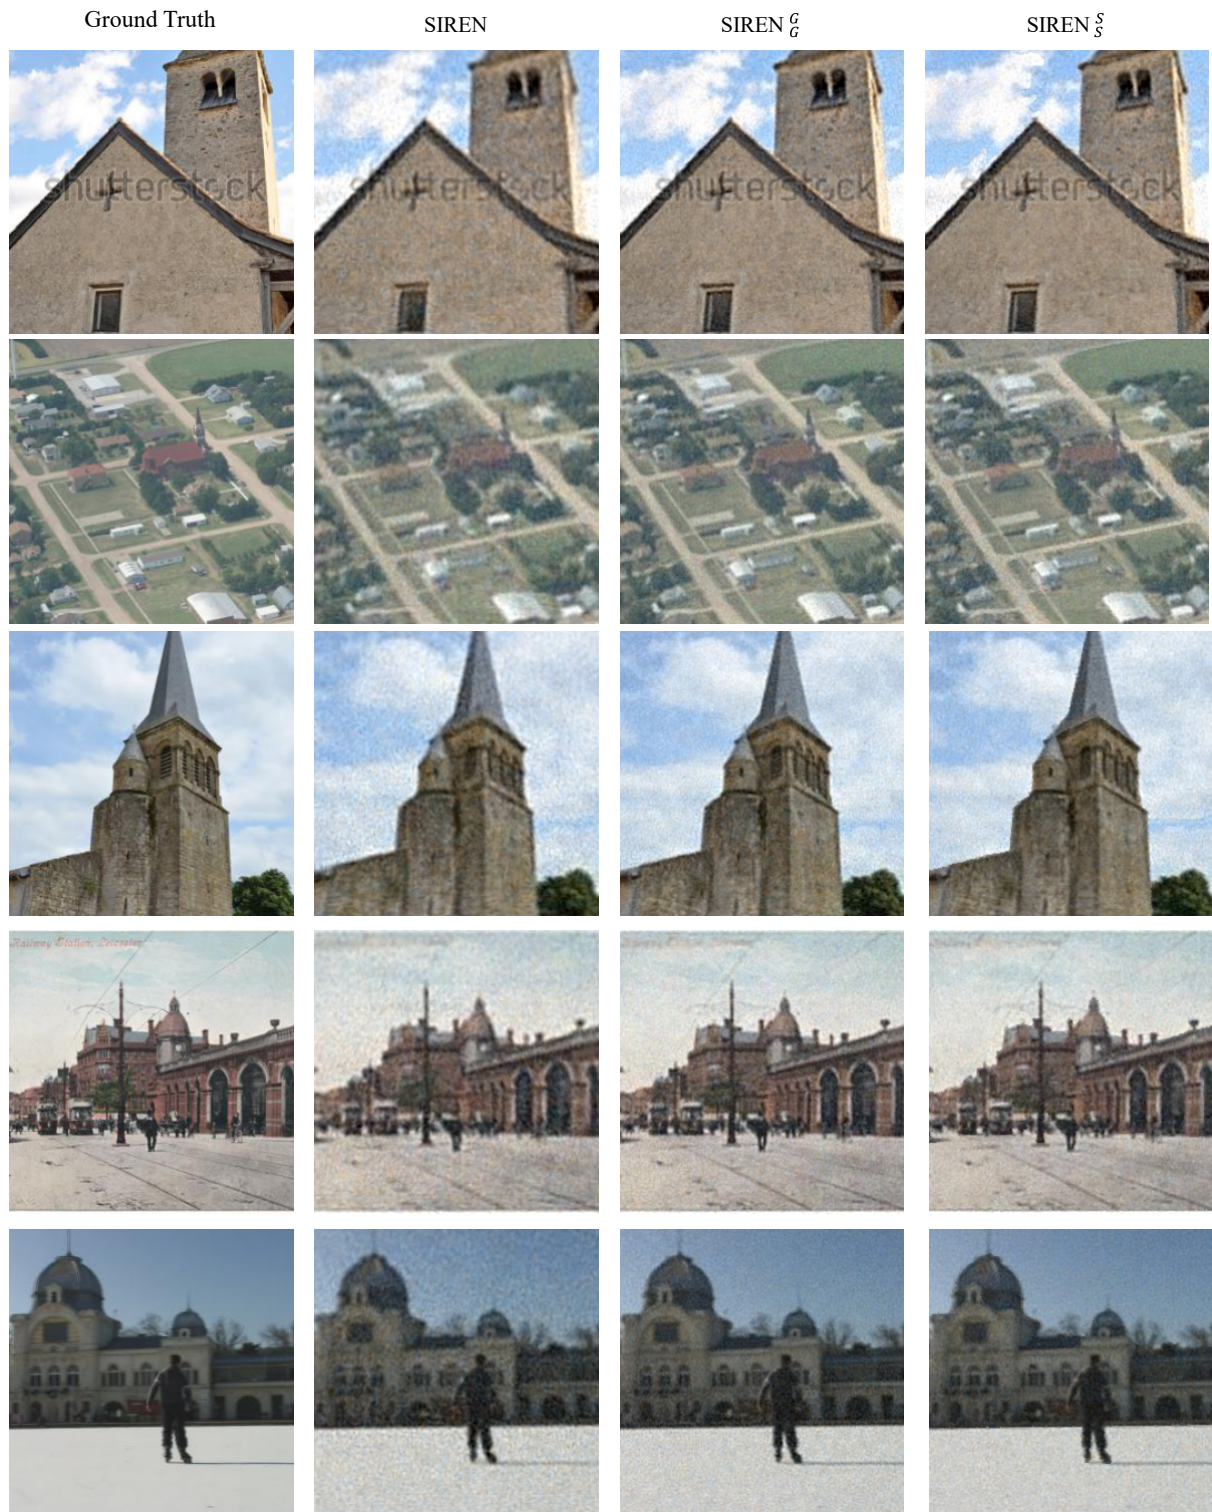 Ground Truth SIREN SIREN G G SIREN S S
shutterstock shutterstock shutterstock shutterstock
Railway Station, Leicester